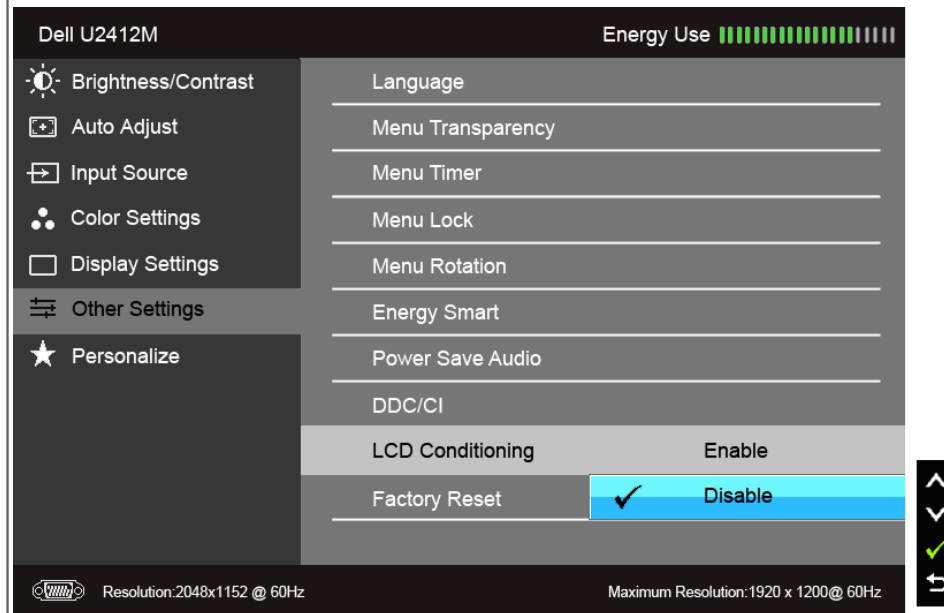 Dell U2412M Energy Use
Brightness/Contrast
Auto Adjust
Input Source
Color Settings
Display Settings
Other Settings
Personalize
Language
Menu Transparency
Menu Timer
Menu Lock
Menu Rotation
Energy Smart
Power Save Audio
DDC/CI
LCD Conditioning Enable
Factory Reset Disable
Resolution:2048x1152 @ 60Hz Maximum Resolution:1920 x 1200@ 60Hz